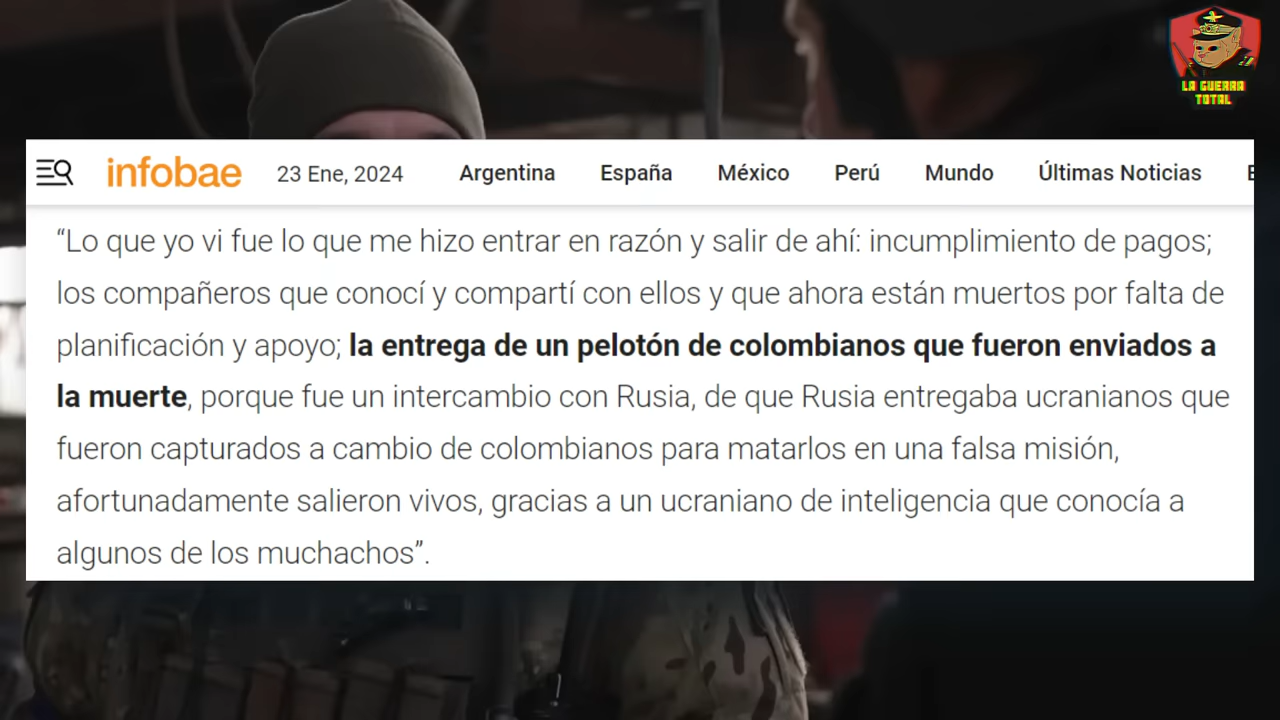 LA GUERRA
TOTAL
infobae 23 Ene, 2024 Argentina España México Perú Mundo Últimas Noticias
“Lo que yo vi fue lo que me hizo entrar en razón y salir de ahí: incumplimiento de pagos;
los compañeros que conocí y compartí con ellos y que ahora están muertos por falta de
planificación y apoyo; la entrega de un pelotón de colombianos que fueron enviados a
la muerte, porque fue un intercambio con Rusia, de que Rusia entregaba ucranianos que
fueron capturados a cambio de colombianos para matarlos en una falsa misión,
afortunadamente salieron vivos, gracias a un ucraniano de inteligencia que conocía a
algunos de los muchachos”.